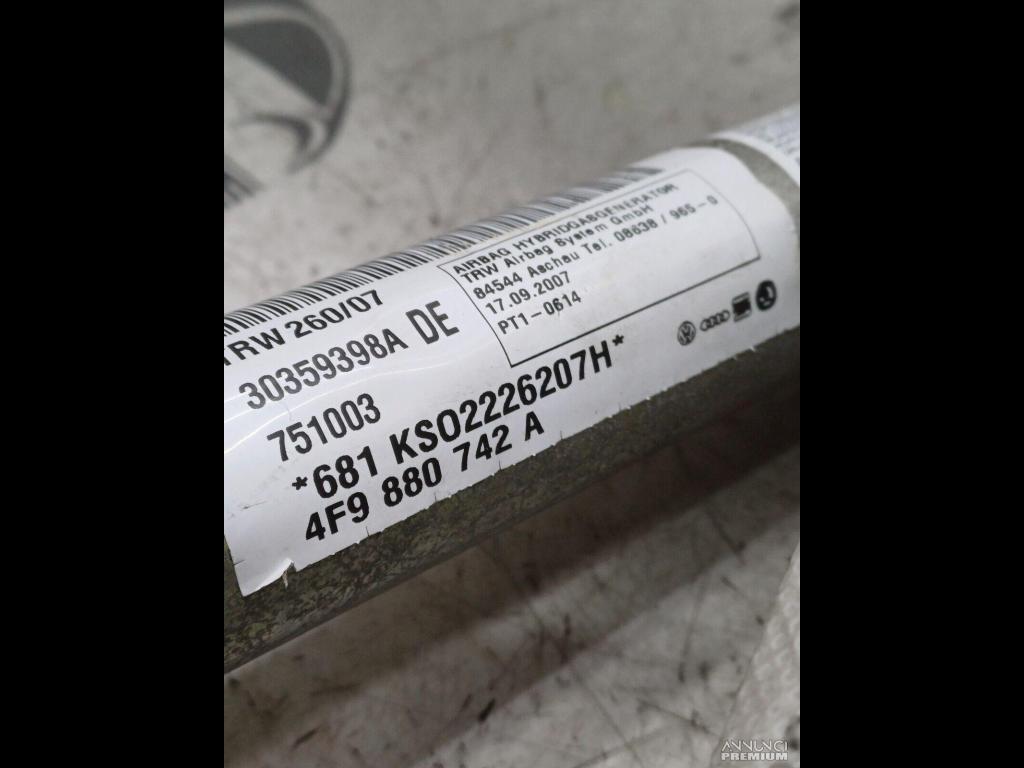 TRW 260/07
30359398A DE
751003
*681 KSO2226207H*
4F9 880 742 A
AIRBAG HYBRIDGASGENERATOR
TRW Airbag System GmbH
84544 Aschau Tel. 08638 / 965-0
17.09.2007
PT1-0614
ANNUNCI
PREMIUM